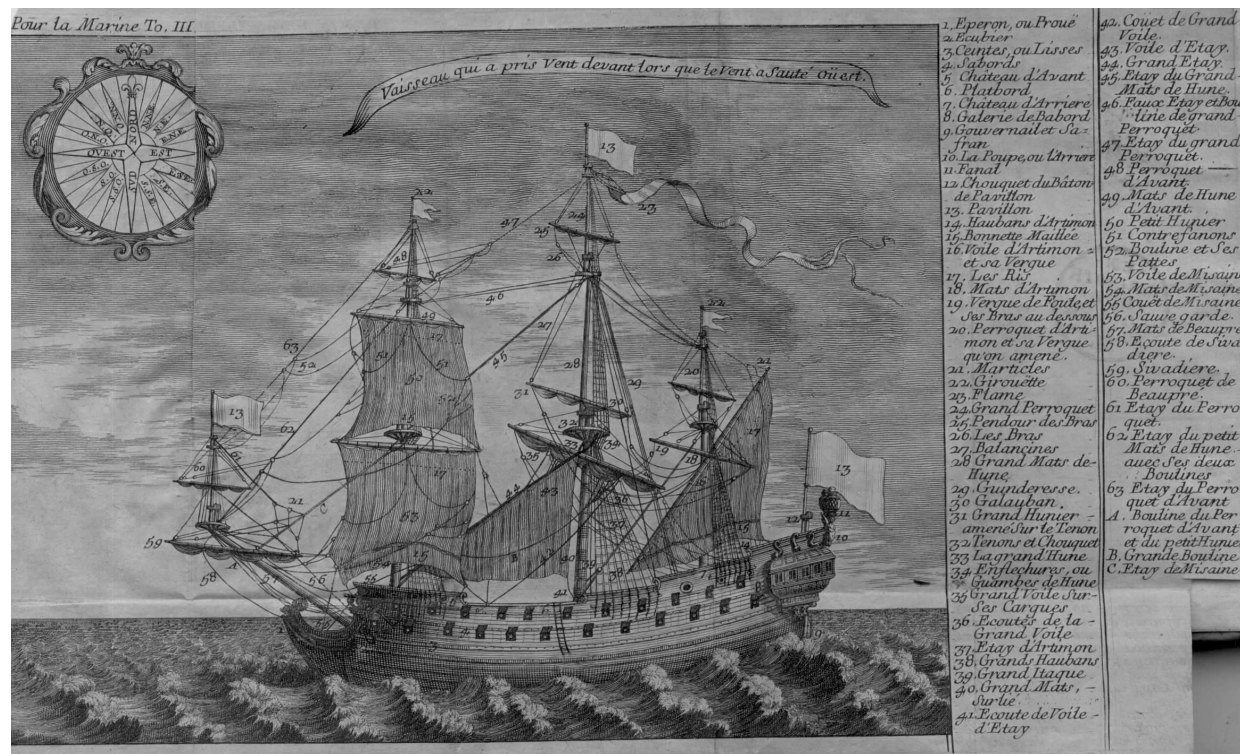 Pour la Marine To. III
Vaisseau qui a pris Vent devant lors que le Vent a Sauté Oüest.
NORD
N.N.E.
N.E.
E.N.E.
EST
E.S.E.
S.E.
S.S.E.
SVD
S.S.O.
S.O.
O.S.O.
OVEST
O.N.O.
N.O.
N.N.O.
1. Eperon, ou Prouë
2. Ecubier
3. Ceintes, ou Lisses
4. Sabords
5 Château d'Avant
6. Platbord
7. Château d'Arriere
8. Galerie de Babord
9. Gouvernail et Sa-
fran
10. La Poupe, ou l'Arriere
11. Fanal
12. Chouquet du Bâton
de Pavillon
13. Pavillon
14. Haubans d'Artimon
15. Bonnette Maillée
16. Voile d'Artimon -
et sa Vergue
17. Les Ris
18. Mats d'Artimon
19. Vergue de Foule, et
Ses Bras au dessous
20. Perroquet d'Arti-
mon et sa Vergue
qu'on amene.
21. Marticles
22. Girouëtte
23. Flame
24. Grand Perroquet
25. Pendour des Bras
26. Les Bras
27. Balancines
28 Grand Mats de-
Hune
29. Guinderesse.
30 Galauban.
31 Grand Hunier -
amené Sur le Tenon
32 Tenons et Chouquet
33 La grand'Hune
34 Enflechures, ou
Guambes de Hune
35 Grand Voile Sur-
Ses Carques
36 Ecoutes de la -
Grand Voile
37. Etay d'Artimon
38. Grands Haubans
39. Grand Itaque
40. Grand Mats, -
Surlié
41. Ecoute de Voile -
d'Etay
42. Coüet de Grand
Voile.
43. Voile d'Etay.
44. Grand Etay.
45. Etay du Grand-
Mats de Hune.
46. Faux Etay et Bou
line de grand-
Perroquet
47. Etay du grand
Perroquet.
48 Perroquet -
d'Avant.
49. Mats de Hune
d'Avant.
50 Petit Hunier
51 Contrefanons
52. Bouline et Ses
Pattes
53. Voile de Misaine
54. Mats de Misaine
55 Coüet de Misaine
56. Sauve garde.
57. Mats de Beaupre
58. Ecoute de Siva
diere.
59. Sivadiere.
60. Perroquet de
Beaupré.
61 Etay du Perro
quet.
62 Etay du petit
Mats de Hune -
auec Ses deux
Boulines
63 Etay du Perro
quet d'Avant
A. Bouline du Per
roquet d'Avant
et du petit Hunier
B. Grande Bouline
C. Etay de Misaine